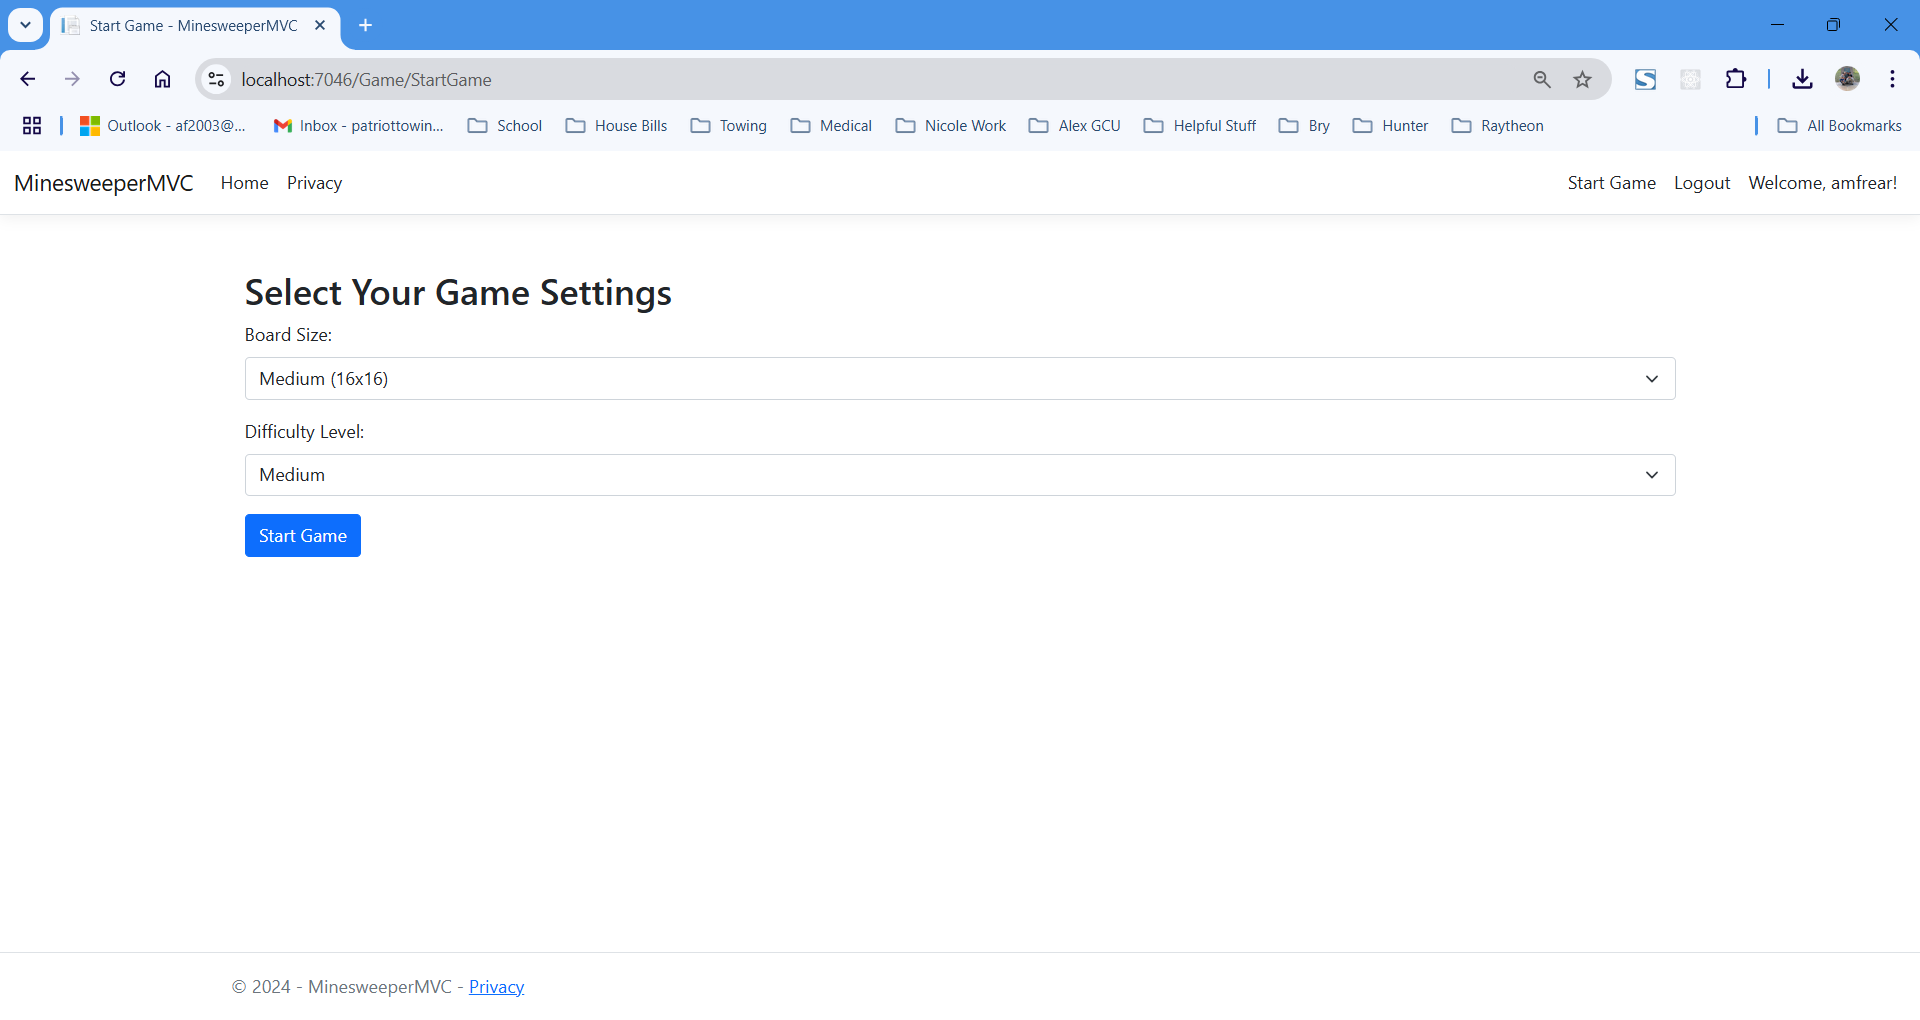 Start Game - MinesweeperMVC
localhost:7046/Game/StartGame
Outlook - af2003@...
Inbox - patriottowin...
School
House Bills
Towing
Medical
Nicole Work
Alex GCU
Helpful Stuff
Bry
Hunter
Raytheon
All Bookmarks
MinesweeperMVC Home Privacy Start Game Logout Welcome, amfrear!
Select Your Game Settings
Board Size:
Medium (16x16)
Difficulty Level:
Medium
Start Game
© 2024 - MinesweeperMVC - Privacy